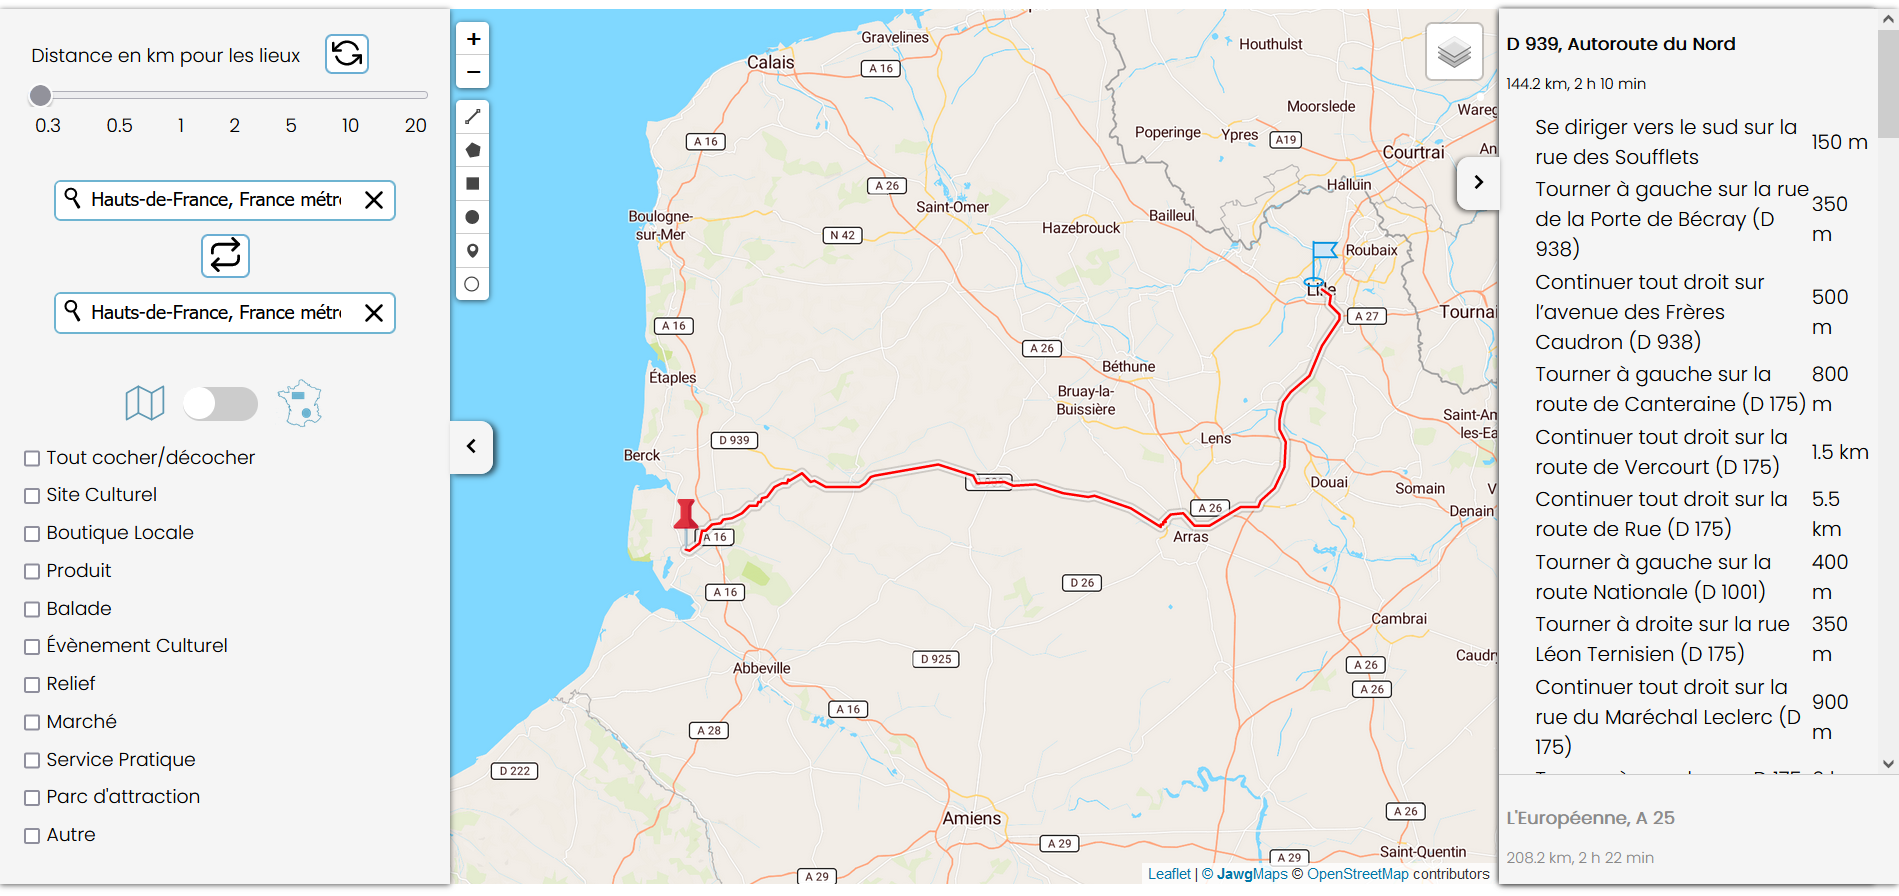 Distance en km pour les lieux
0.3 0.5 1 2 5 10 20
Hauts-de-France, France métr
Hauts-de-France, France métr
Tout cocher/décocher
Site Culturel
Boutique Locale
Produit
Balade
Évènement Culturel
Relief
Marché
Service Pratique
Parc d'attraction
Autre
+
−
Gravelines
Calais
A 16
Houthulst
Moorslede
Wareg
A 16
Poperinge
Ypres
A19
Courtrai
An
A 26
Halluin
Saint-Omer
Bailleul
Boulogne-
sur-Mer
N 42
Hazebrouck
Roubaix
Lille
A 16
A 27
Tournai
A 26
Béthune
Étaples
Bruay-la-
Buissière
Saint-Am
les-Ea
D 939
Lens
Berck
Douai
Somain
V
A 26
Denain
A 16
Arras
D 26
A 16
Cambrai
Abbeville
D 925
Caudry
A 26
A 26
A 16
A 28
D 222
Amiens
A 26
A 29
A 29
Saint-Quentin
A 29
Leaflet | © JawgMaps © OpenStreetMap contributors
D 939, Autoroute du Nord
144.2 km, 2 h 10 min
Se diriger vers le sud sur la
rue des Soufflets
150 m
Tourner à gauche sur la rue
de la Porte de Bécray (D
938)
350
m
Continuer tout droit sur
l’avenue des Frères
Caudron (D 938)
500
m
Tourner à gauche sur la
route de Canteraine (D 175)
800
m
Continuer tout droit sur la
route de Vercourt (D 175)
1.5 km
Continuer tout droit sur la
route de Rue (D 175)
5.5
km
Tourner à gauche sur la
route Nationale (D 1001)
400
m
Tourner à droite sur la rue
Léon Ternisien (D 175)
350
m
Continuer tout droit sur la
rue du Maréchal Leclerc (D
175)
900
m
L'Européenne, A 25
208.2 km, 2 h 22 min